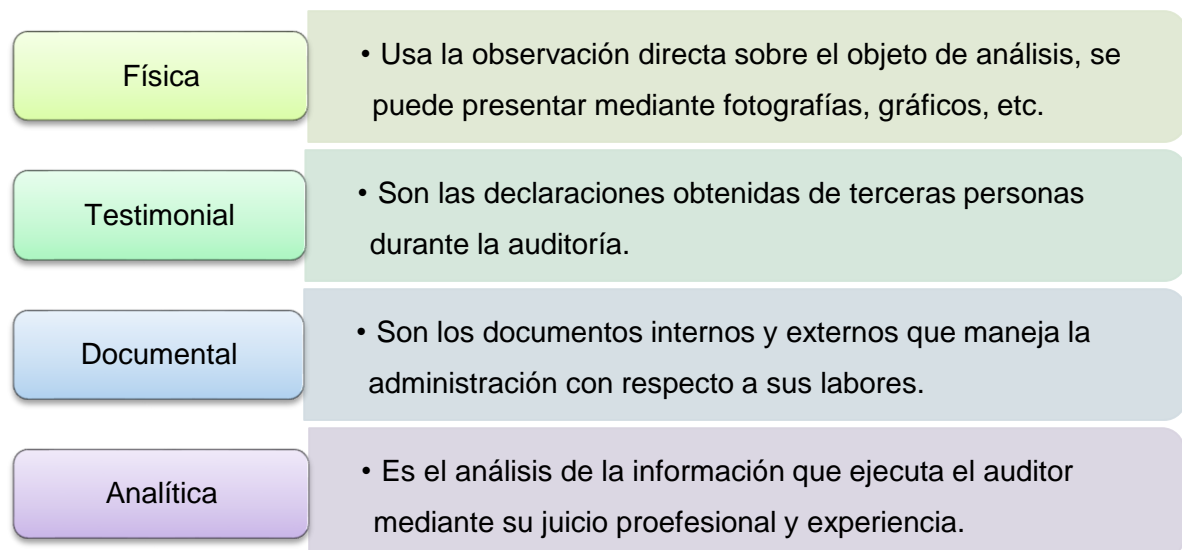 Física
• Usa la observación directa sobre el objeto de análisis, se
puede presentar mediante fotografías, gráficos, etc.
Testimonial
• Son las declaraciones obtenidas de terceras personas
durante la auditoría.
Documental
• Son los documentos internos y externos que maneja la
administración con respecto a sus labores.
Analítica
• Es el análisis de la información que ejecuta el auditor
mediante su juicio proefesional y experiencia.